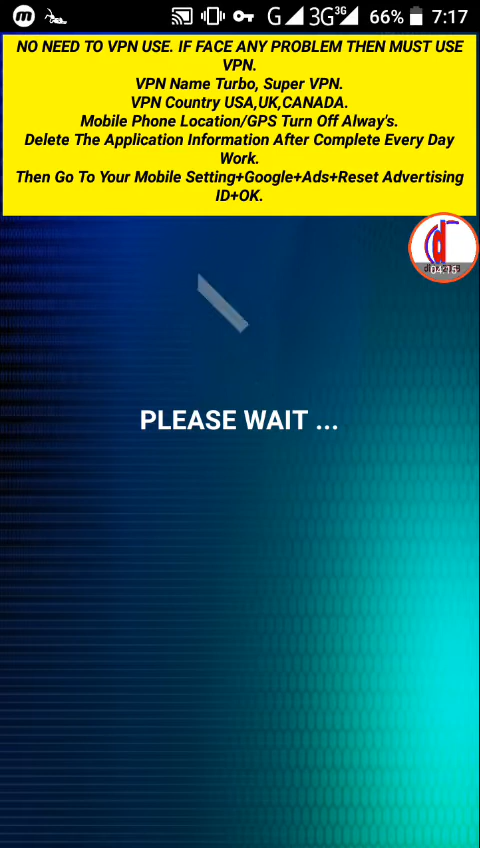 G 3G 3G 66% 7:17
NO NEED TO VPN USE. IF FACE ANY PROBLEM THEN MUST USE
VPN.
VPN Name Turbo, Super VPN.
VPN Country USA,UK,CANADA.
Mobile Phone Location/GPS Turn Off Alway's.
Delete The Application Information After Complete Every Day
Work.
Then Go To Your Mobile Setting+Google+Ads+Reset Advertising
ID+OK.
04:15
PLEASE WAIT ...